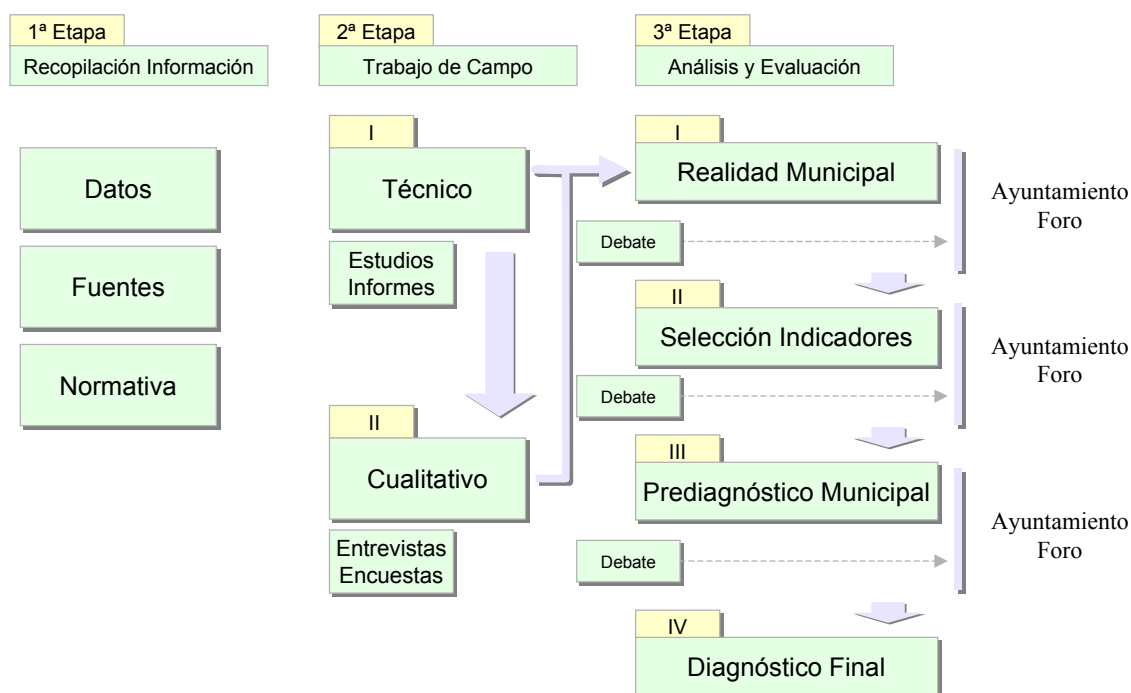 1ª Etapa
Recopilación Información
Datos
Fuentes
Normativa
2ª Etapa
Trabajo de Campo
I
Técnico
Estudios
Informes
II
Cualitativo
Entrevistas
Encuestas
3ª Etapa
Análisis y Evaluación
I
Realidad Municipal
Debate
Ayuntamiento
Foro
II
Selección Indicadores
Debate
Ayuntamiento
Foro
III
Prediagnóstico Municipal
Debate
Ayuntamiento
Foro
IV
Diagnóstico Final